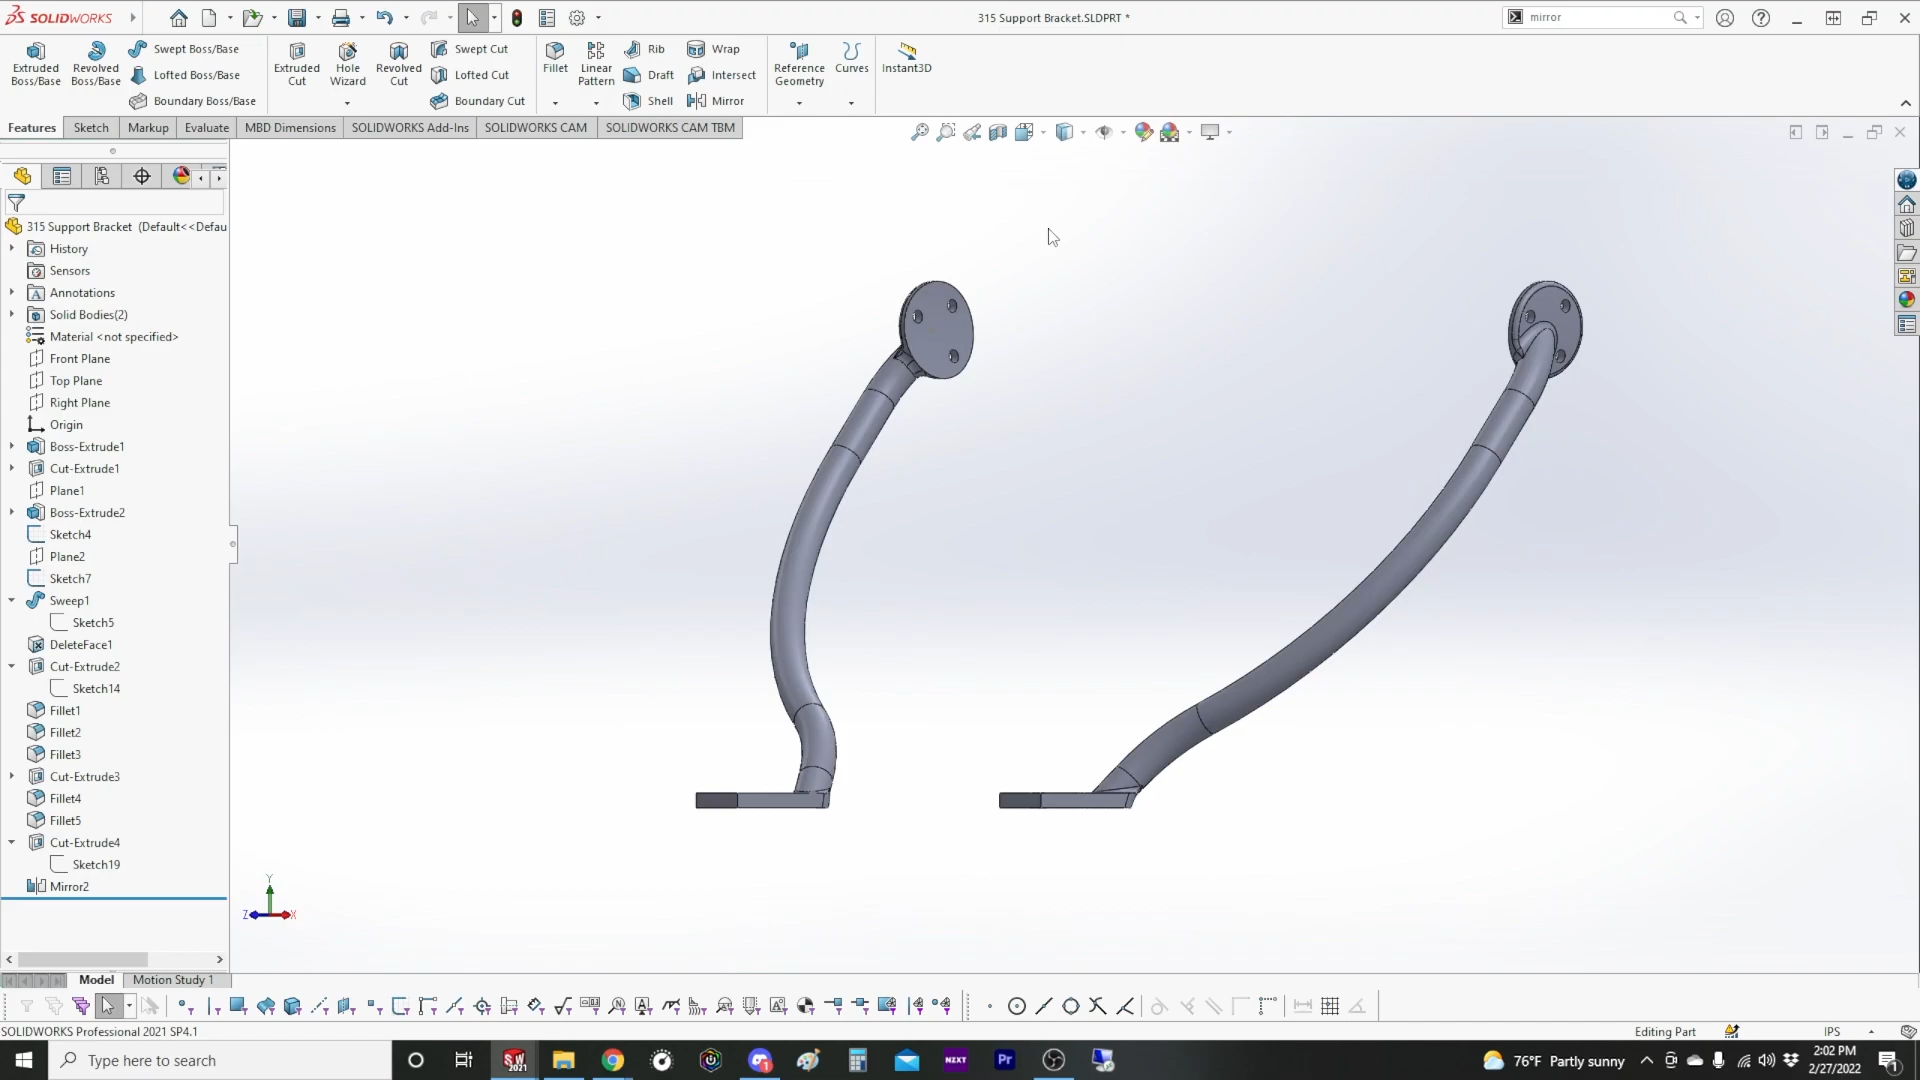 SOLIDWORKS
315 Support Bracket.SLDPRT *
mirror
Extruded Boss/Base
Revolved Boss/Base
Swept Boss/Base
Lofted Boss/Base
Boundary Boss/Base
Extruded Cut
Hole Wizard
Revolved Cut
Swept Cut
Lofted Cut
Boundary Cut
Fillet
Linear Pattern
Rib
Draft
Shell
Wrap
Intersect
Mirror
Reference Geometry
Curves
Instant3D
Features
Sketch
Markup
Evaluate
MBD Dimensions
SOLIDWORKS Add-Ins
SOLIDWORKS CAM
SOLIDWORKS CAM TBM
315 Support Bracket (Default<<Defau
History
Sensors
Annotations
Solid Bodies(2)
Material <not specified>
Front Plane
Top Plane
Right Plane
Origin
Boss-Extrude1
Cut-Extrude1
Plane1
Boss-Extrude2
Sketch4
Plane2
Sketch7
Sweep1
Sketch5
DeleteFace1
Cut-Extrude2
Sketch14
Fillet1
Fillet2
Fillet3
Cut-Extrude3
Fillet4
Fillet5
Cut-Extrude4
Sketch19
Mirror2
Y
Z
X
Model
Motion Study 1
SOLIDWORKS Professional 2021 SP4.1
Editing Part
IPS
Type here to search
SW
2021
1
NZXT
Pr
76°F Partly sunny
2:02 PM
2/27/2022
1